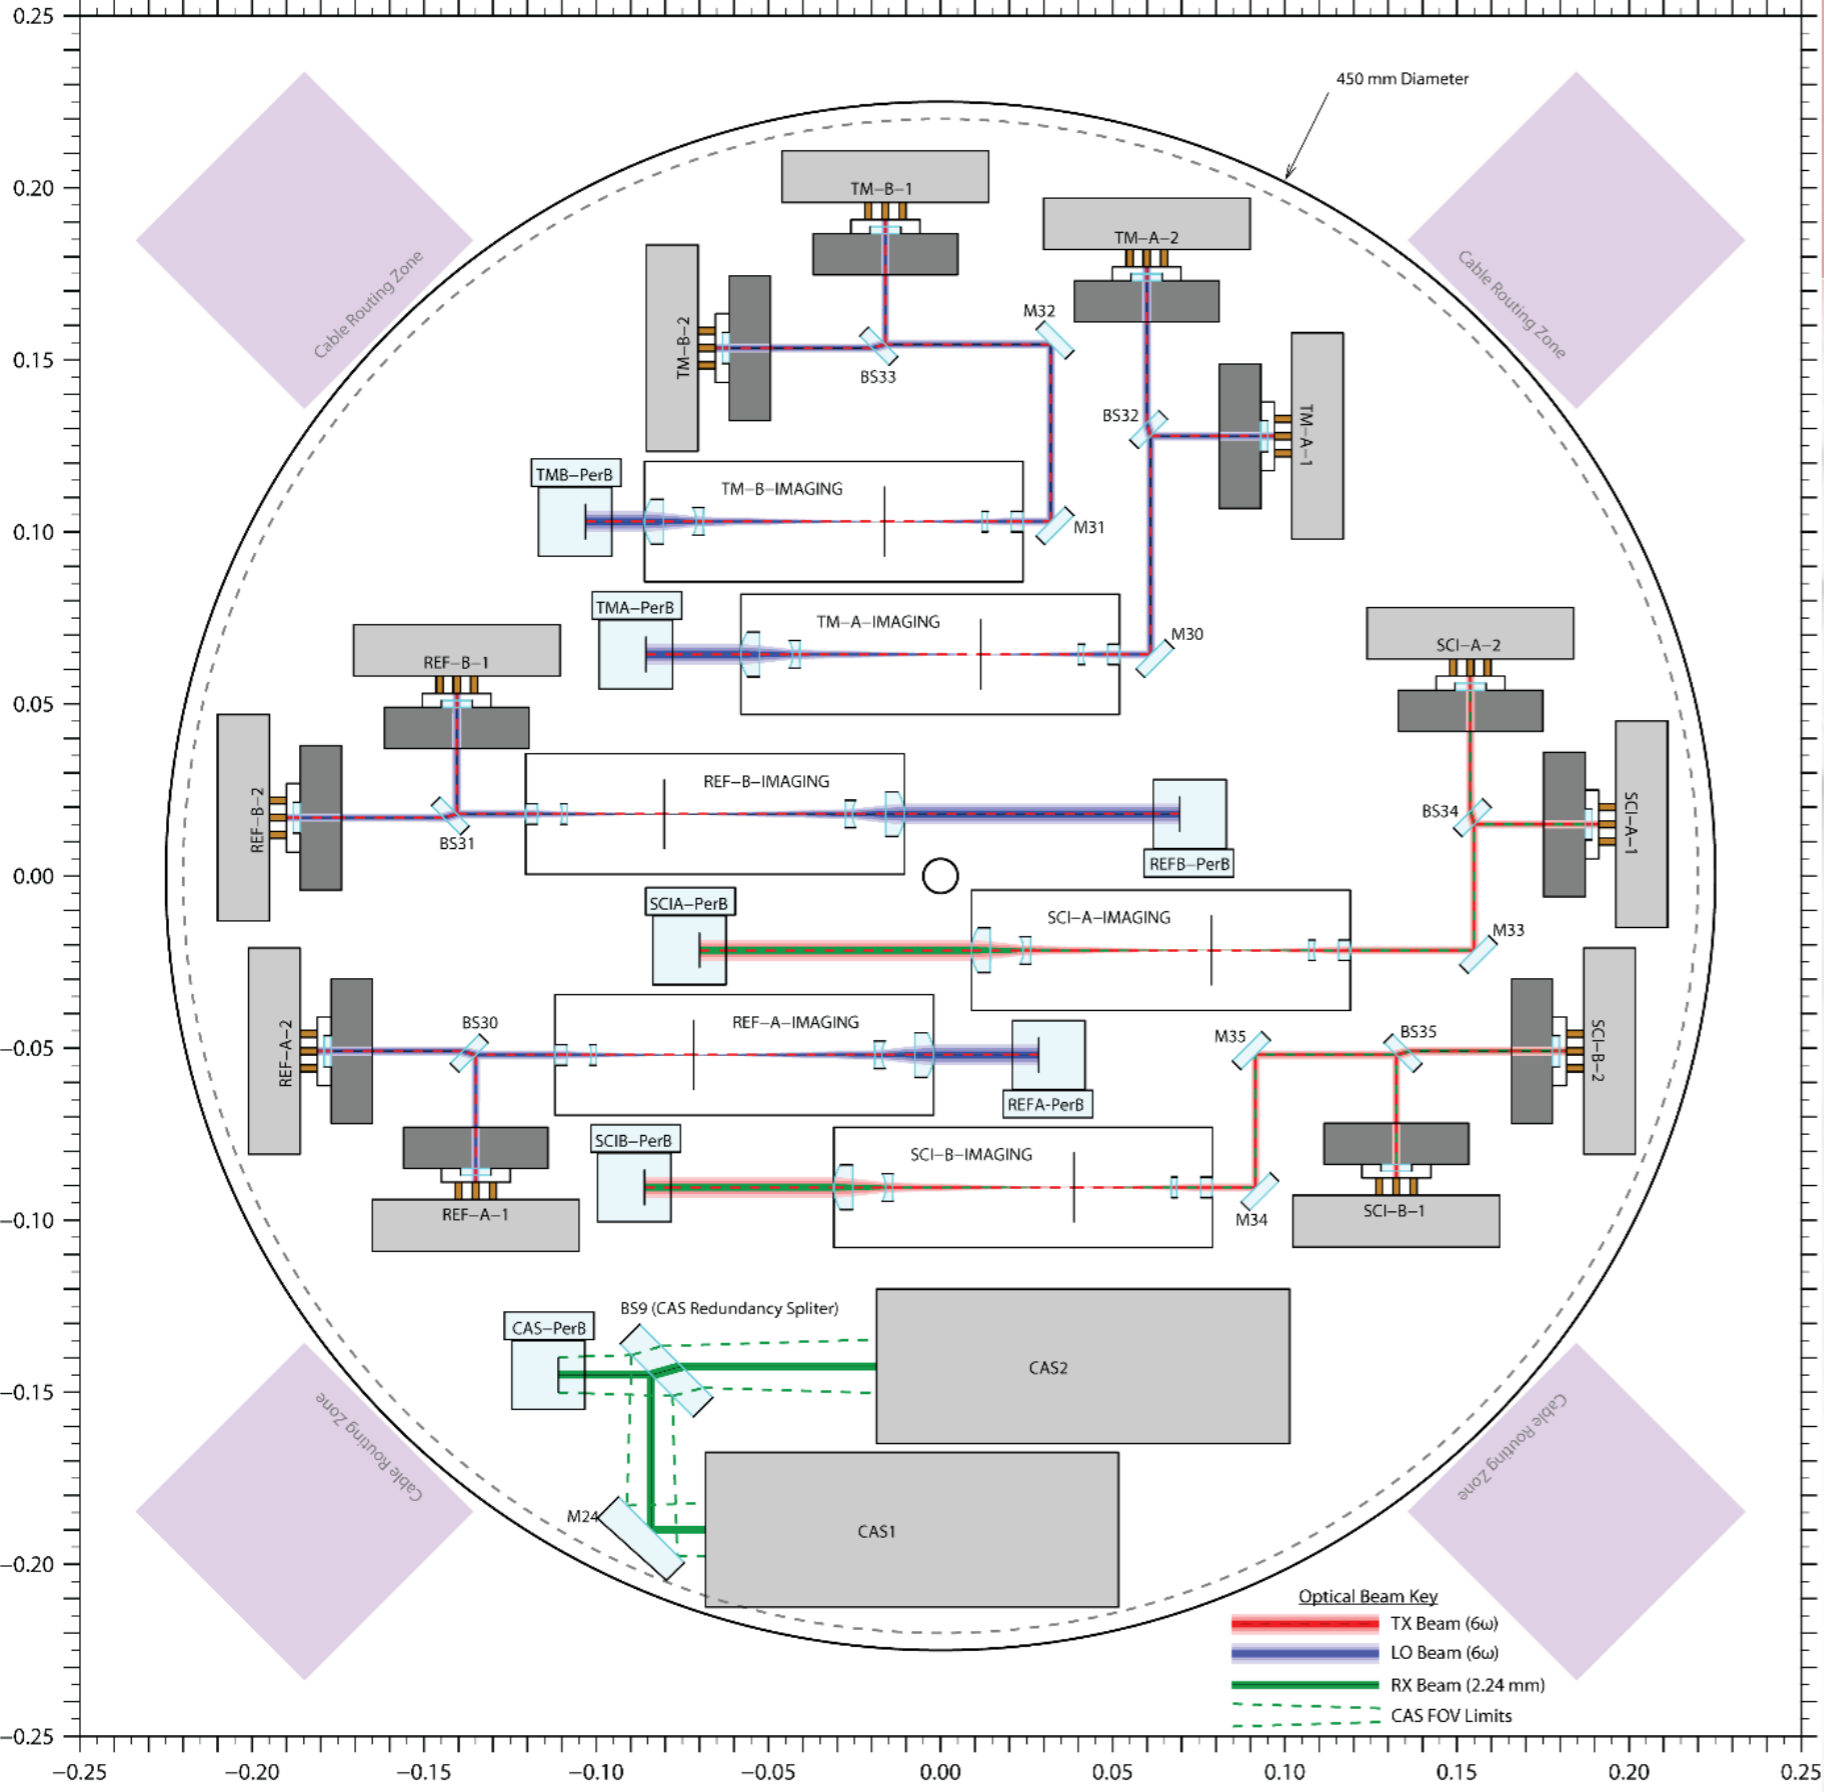 0.25
450 mm Diameter
0.20
TM–B–1
TM–A–2
Cable Routing Zone
Cable Routing Zone
M32
0.15
TM–B–2
BS33
BS32
TM–A–1
TMB–PerB
TM–B–IMAGING
0.10
M31
TMA–PerB
TM–A–IMAGING
M30
REF–B–1
SCI–A–2
0.05
REF–B–2
REF–B–IMAGING
BS31
REFB–PerB
BS34
SCI–A–1
0.00
SCIA–PerB
SCI–A–IMAGING
M33
REF–A–2
BS30
REF–A–IMAGING
M35
BS35
SCI–B–2
−0.05
REFA-PerB
SCIB–PerB
SCI–B–IMAGING
−0.10
REF–A–1
M34
SCI–B–1
BS9 (CAS Redundancy Spliter)
CAS–PerB
CAS2
−0.15
Cable Routing Zone
Cable Routing Zone
M24
CAS1
−0.20
Optical Beam Key
TX Beam (6ω)
LO Beam (6ω)
RX Beam (2.24 mm)
CAS FOV Limits
−0.25
−0.25 −0.20 −0.15 −0.10 −0.05 0.00 0.05 0.10 0.15 0.20 0.25